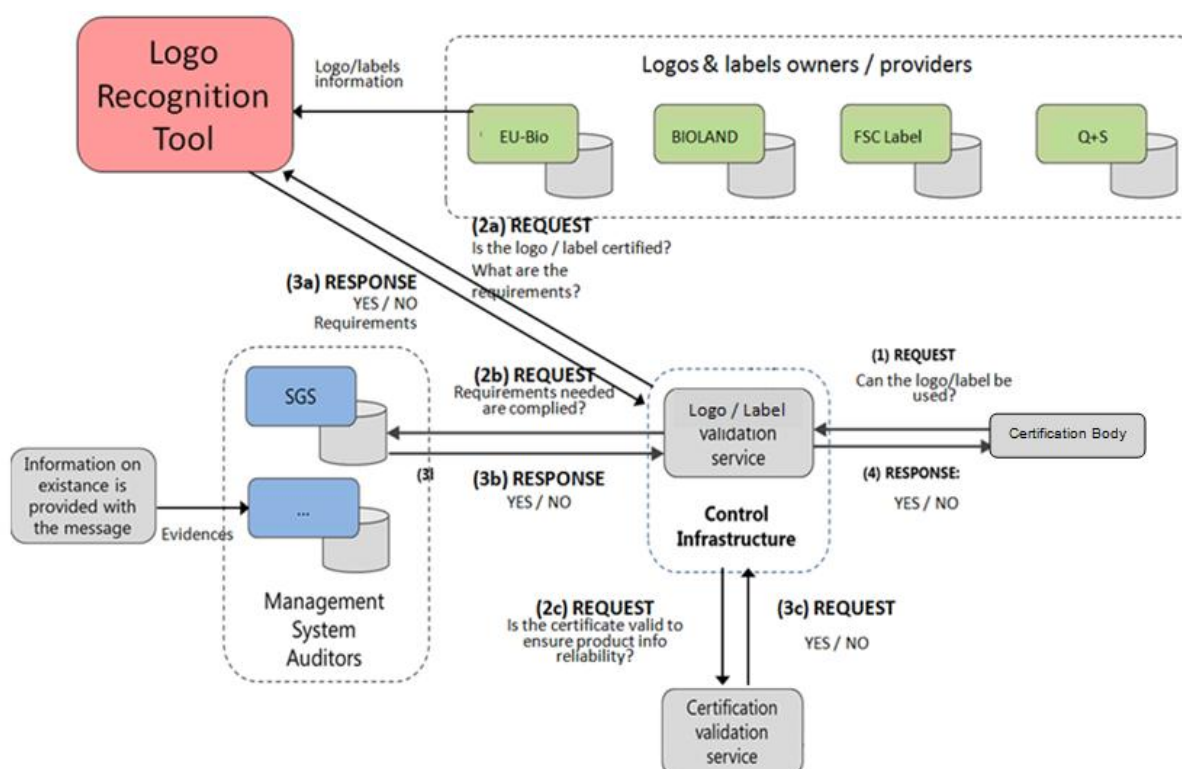 Logo
Recognition
Tool
Logo/labels
information
Logos & labels owners / providers
EU-Bio
BIOLAND
FSC Label
Q+S
(2a) REQUEST
Is the logo / label certified?
What are the
requirements?
(3a) RESPONSE
YES / NO
Requirements
SGS
(2b) REQUEST
Requirements needed
are complied?
(3)
(3b) RESPONSE
YES / NO
Logo / Label
validation
service
Control
Infrastructure
(1) REQUEST
Can the logo/label be
used?
Certification Body
(4) RESPONSE:
YES / NO
Information on
existance is
provided with
the message
Evidences
...
Management
System
Auditors
(2c) REQUEST
Is the certificate valid to
ensure product info
reliability?
(3c) REQUEST
YES / NO
Certification
validation
service